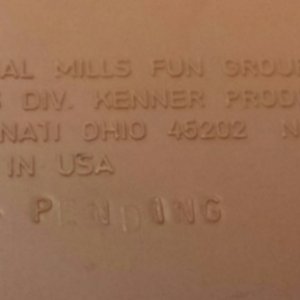 AL MILLS FUN GROU
DIV. KENNER PROD
NATI OHIO 45202 N
IN USA
PENDING